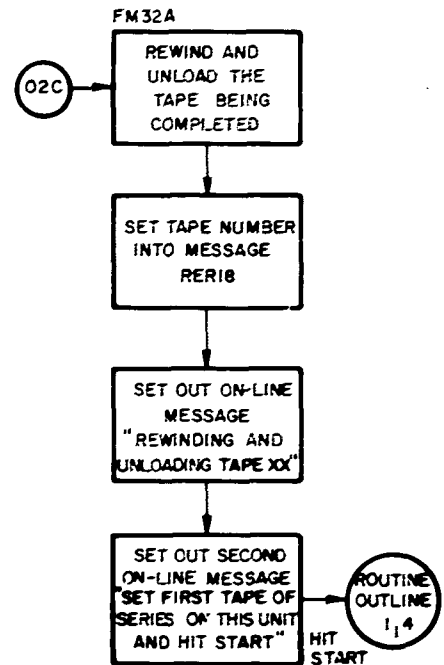 FM32A
02C
REWIND AND
UNLOAD THE
TAPE BEING
COMPLETED
SET TAPE NUMBER
INTO MESSAGE
RER18
SET OUT ON-LINE
MESSAGE
"REWINDING AND
UNLOADING TAPE XX"
SET OUT SECOND
ON-LINE MESSAGE
"SET FIRST TAPE OF
SERIES ON THIS UNIT
AND HIT START"
HIT
START
ROUTINE
OUTLINE
I,4